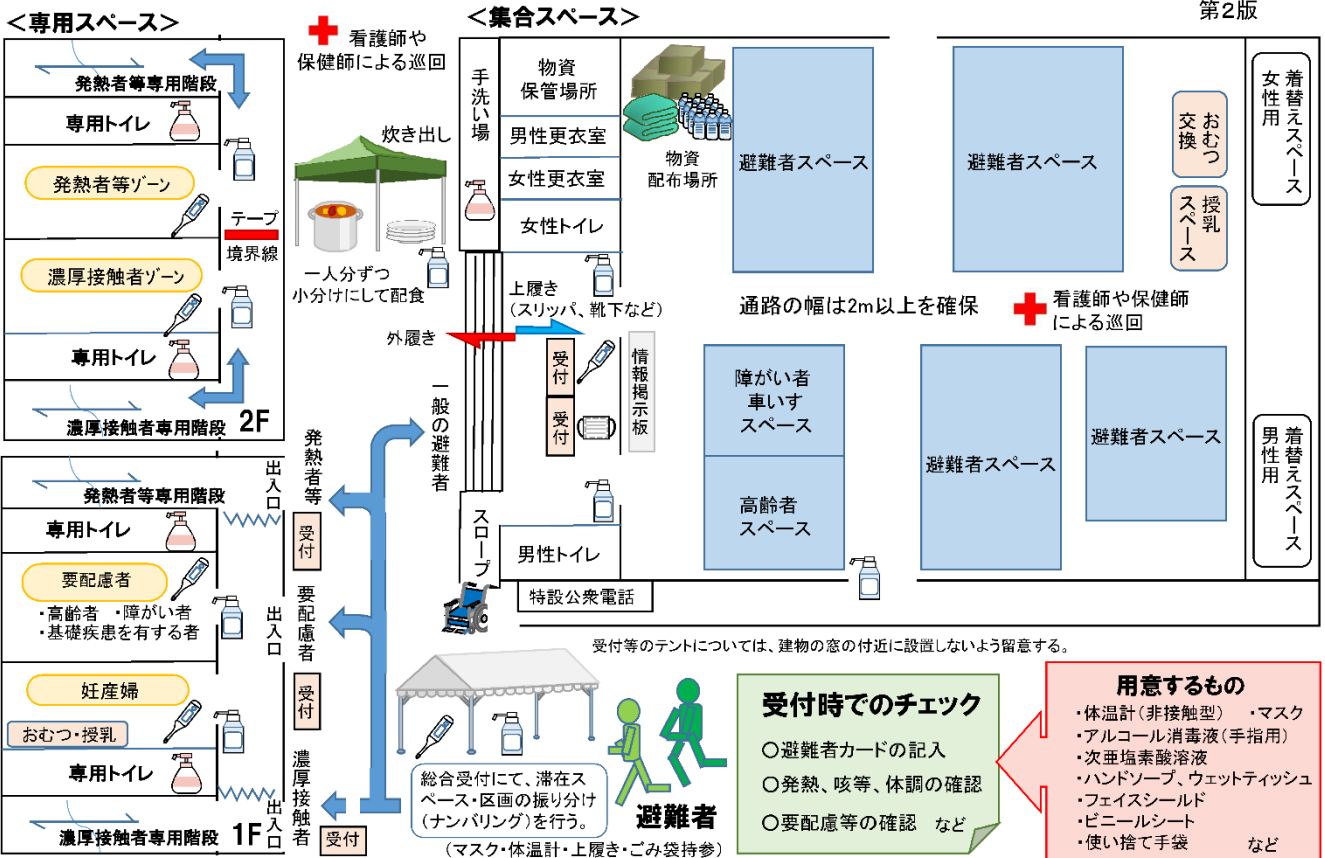 ＜専用スペース＞
発熱者等専用階段
専用トイレ
発熱者等ゾーン
テープ
境界線
濃厚接触者ゾーン
専用トイレ
濃厚接触者専用階段
2F
発熱者等専用階段
専用トイレ
要配慮者
・高齢者 ・障がい者
・基礎疾患を有する者
妊産婦
おむつ・授乳
専用トイレ
濃厚接触者専用階段
1F
出入口
出入口
出入口
発熱者等
受付
要配慮者
受付
濃厚接触者
受付
一般の避難者
看護師や
保健師による巡回
炊き出し
一人分ずつ
小分けにして配食
外履き
上履き
（スリッパ、靴下など）
＜集合スペース＞
第2版
手洗い場
物資
保管場所
男性更衣室
女性更衣室
女性トイレ
物資
配布場所
避難者スペース
避難者スペース
おむつ
交換
授乳
スペース
着替えスペース
女性用
通路の幅は2m以上を確保
看護師や保健師
による巡回
受付
受付
情報掲示板
障がい者
車いす
スペース
高齢者
スペース
避難者スペース
避難者スペース
着替えスペース
男性用
スロープ
男性トイレ
特設公衆電話
受付等のテントについては、建物の窓の付近に設置しないよう留意する。
総合受付にて、滞在ス
ペース・区画の振り分け
（ナンバリング）を行う。
避難者
（マスク・体温計・上履き・ごみ袋持参）
受付時でのチェック
○避難者カードの記入
○発熱、咳等、体調の確認
○要配慮等の確認 など
用意するもの
・体温計（非接触型） ・マスク
・アルコール消毒液（手指用）
・次亜塩素酸溶液
・ハンドソープ、ウェットティッシュ
・フェイスシールド
・ビニールシート
・使い捨て手袋 など